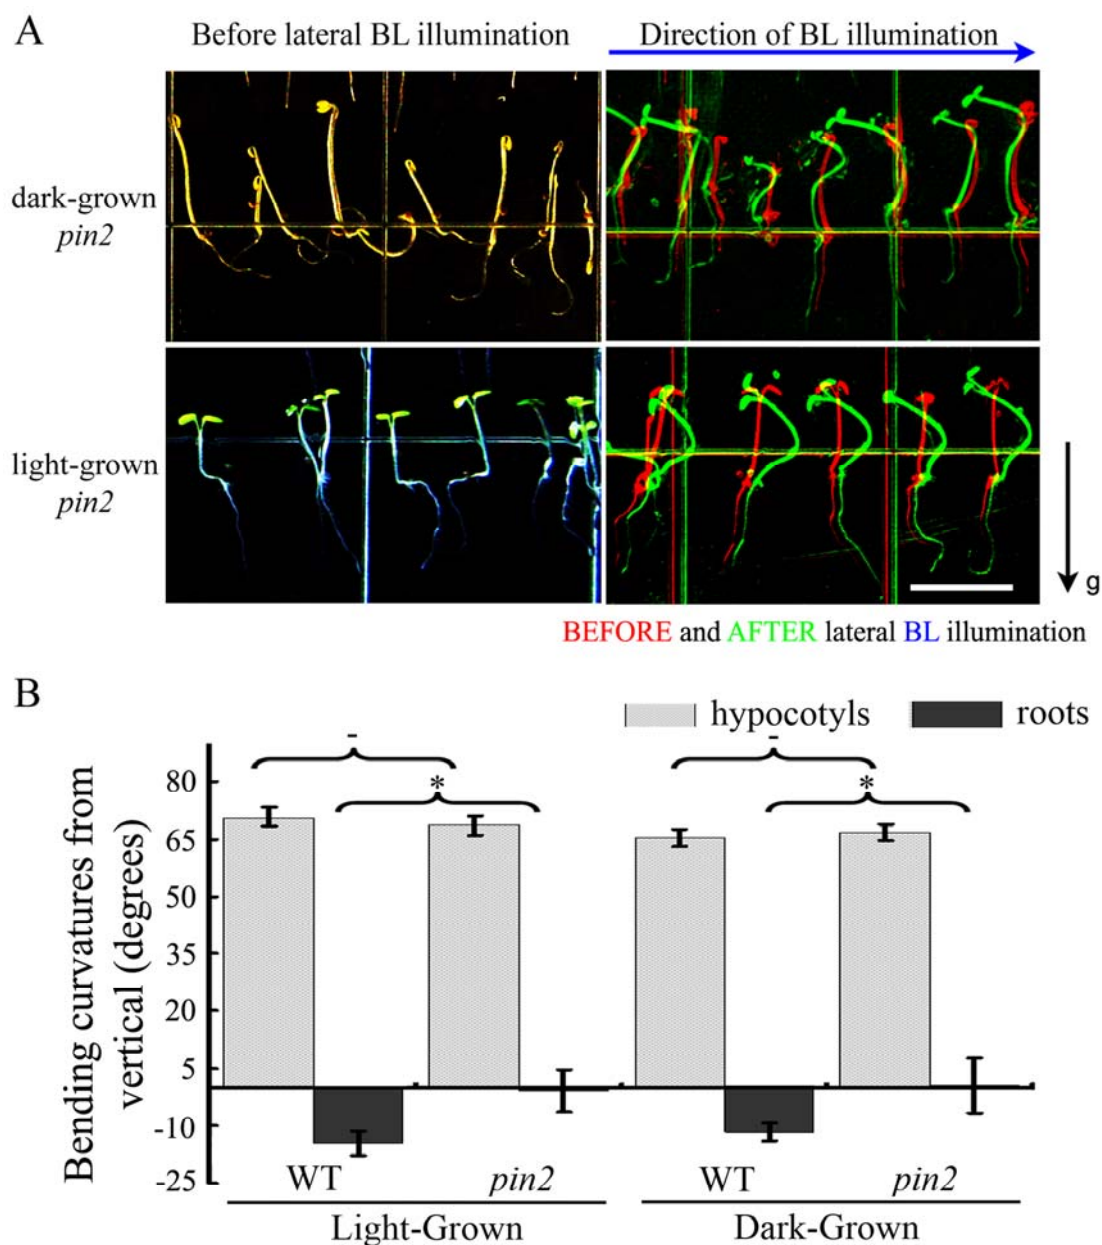 A
Before lateral BL illumination
Direction of BL illumination
dark-grown
pin2
light-grown
pin2
g
BEFORE and AFTER lateral BL illumination
B
hypocotyls
roots
-
*
-
*
Bending curvatures from
vertical (degrees)
80
65
50
35
20
5
-10
-25
WT
pin2
WT
pin2
Light-Grown
Dark-Grown